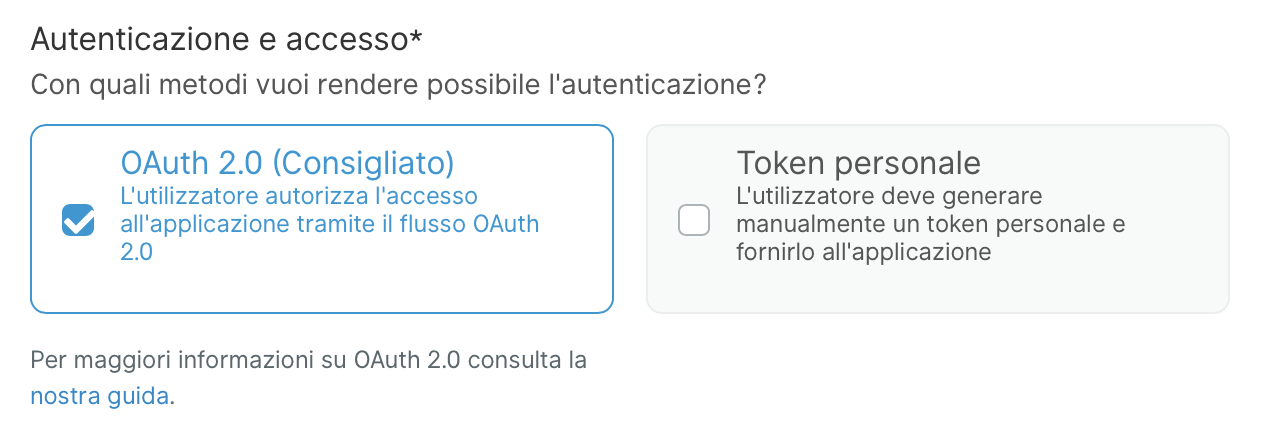 Autenticazione e accesso*
Con quali metodi vuoi rendere possibile l'autenticazione?
OAuth 2.0 (Consigliato)
L'utilizzatore autorizza l'accesso
all'applicazione tramite il flusso OAuth
2.0
Token personale
L'utilizzatore deve generare
manualmente un token personale e
fornirlo all'applicazione
Per maggiori informazioni su OAuth 2.0 consulta la
nostra guida.